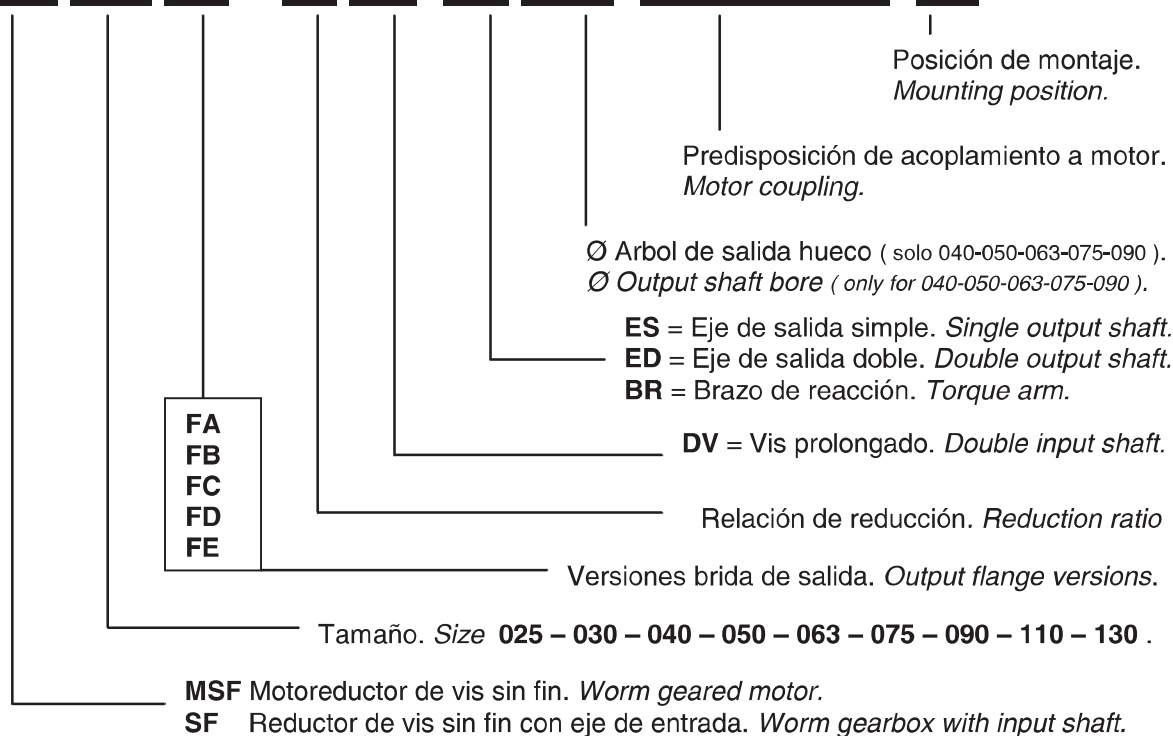 Posición de montaje.
Mounting position.
Predisposición de acoplamiento a motor.
Motor coupling.
Ø Arbol de salida hueco ( solo 040-050-063-075-090 ).
Ø Output shaft bore ( only for 040-050-063-075-090 ).
ES = Eje de salida simple. Single output shaft.
ED = Eje de salida doble. Double output shaft.
BR = Brazo de reacción. Torque arm.
FA
FB
FC
FD
FE
DV = Vis prolongado. Double input shaft.
Relación de reducción. Reduction ratio
Versiones brida de salida. Output flange versions.
Tamaño. Size 025 – 030 – 040 – 050 – 063 – 075 – 090 – 110 – 130 .
MSF Motoreductor de vis sin fin. Worm geared motor.
SF Reductor de vis sin fin con eje de entrada. Worm gearbox with input shaft.